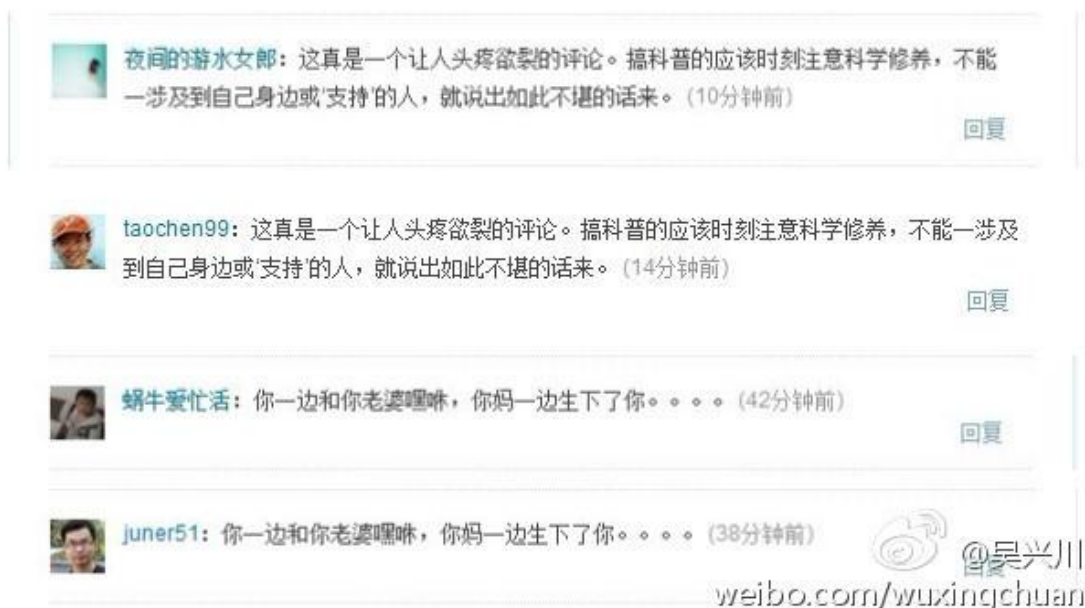 夜间的游水女郎：这真是一个让人头疼欲裂的评论。搞科普的应该时刻注意科学修养，不能
一涉及到自己身边或‘支持’的人，就说出如此不堪的话来。(10分钟前)
回复
taochen99：这真是一个让人头疼欲裂的评论。搞科普的应该时刻注意科学修养，不能一涉及
到自己身边或‘支持’的人，就说出如此不堪的话来。(14分钟前)
回复
蜗牛爱忙活：你一边和你老婆嘿咻，你妈一边生下了你。。。。(42分钟前)
回复
juner51：你一边和你老婆嘿咻，你妈一边生下了你。。。。(38分钟前)
回复
@吴兴川
weibo.com/wuxingchuan